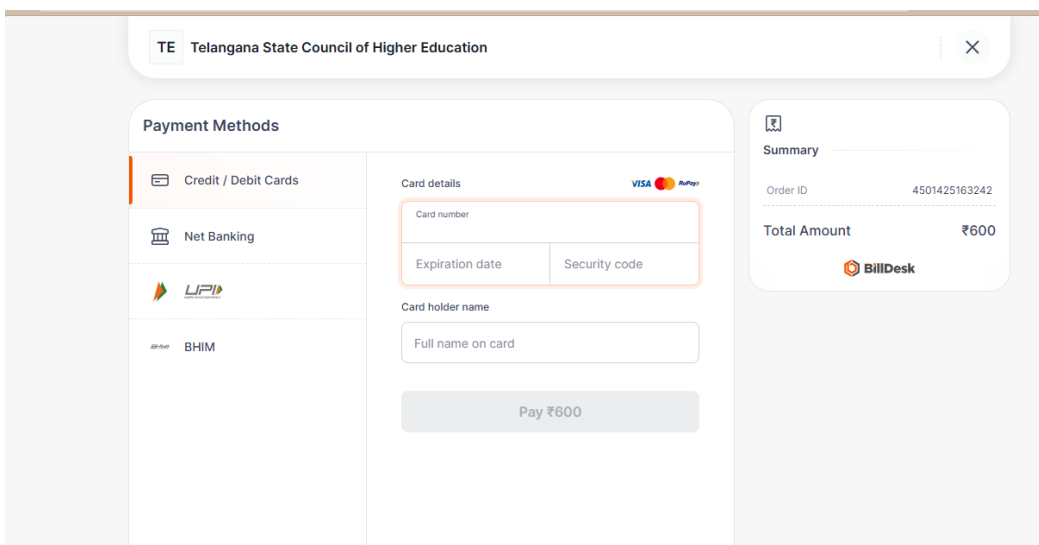 TE Telangana State Council of Higher Education
Payment Methods
Credit / Debit Cards
Net Banking
UPI
BHIM
Card details
VISA RuPay
Card number
Expiration date Security code
Card holder name
Full name on card
Pay ₹600
Summary
Order ID 4501425163242
Total Amount ₹600
BillDesk